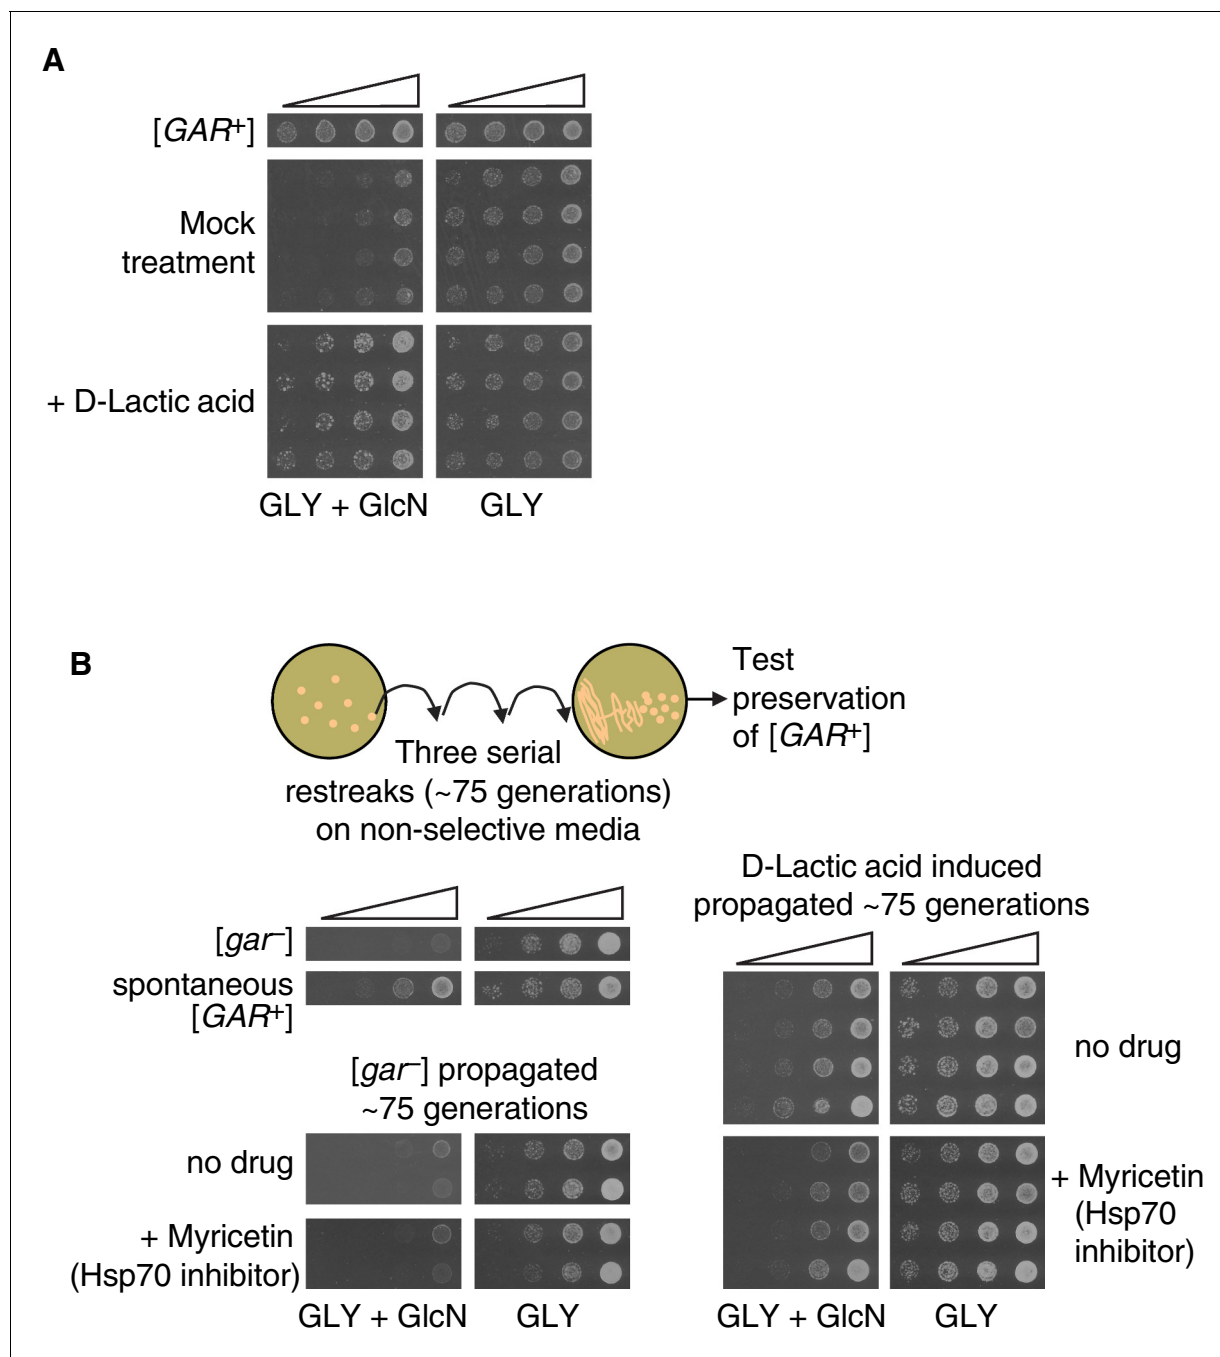 A
[GAR+]
Mock
treatment
+ D-Lactic acid
GLY + GlcN
GLY
B
Test
preservation
of [GAR+]
Three serial
restreaks (~75 generations)
on non-selective media
[gar–]
spontaneous
[GAR+]
[gar–] propagated
~75 generations
no drug
+ Myricetin
(Hsp70 inhibitor)
GLY + GlcN
GLY
D-Lactic acid induced
propagated ~75 generations
no drug
+ Myricetin
(Hsp70
inhibitor)
GLY + GlcN
GLY